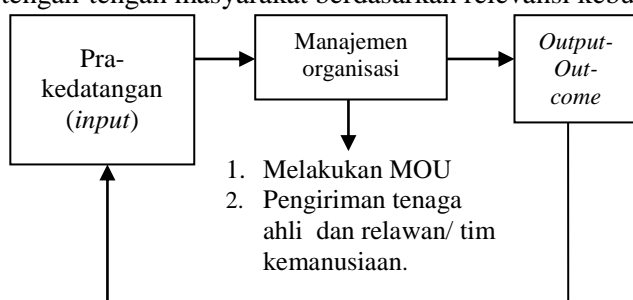 tengah-tengah masyarakat berdasarkan relevansi
Pra-
kedatangan
(input)
Manajemen
organisasi
Output-
Out-
come
1. Melakukan MOU
2. Pengiriman tenaga
ahli dan relawan/ tim
kemanusiaan.